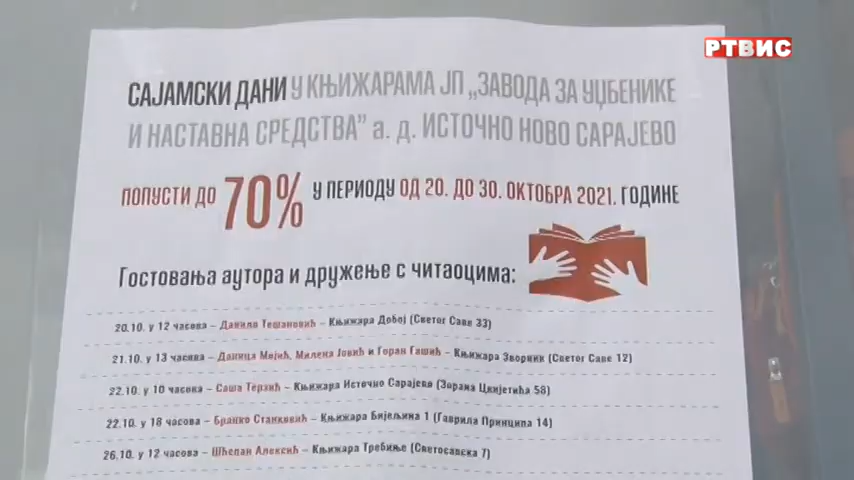 РТВИС
САЈАМСКИ ДАНИ У КЊИЖАРАМА ЈП „ЗАВОДА ЗА УЏБЕНИКЕ
И НАСТАВНА СРЕДСТВА” а. д. ИСТОЧНО НОВО САРАЈЕВО
ПОПУСТИ ДО 70% У ПЕРИОДУ ОД 20. ДО 30. ОКТОБРА 2021. ГОДИНЕ
Гостовања аутора и дружење с читаоцима:
20.10. у 12 часова – Данило Тешановић – Књижара Добој (Светог Саве 33)
21.10. у 13 часова – Даница Мојић, Милена Јовић и Горан Гашић – Књижара Зворник (Светог Саве 12)
22.10. у 10 часова – Саша Терзић – Књижара Источно Сарајево (Зорана Цвијетића 58)
22.10. у 18 часова – Бранко Станковић – Књижара Бијељина 1 (Гаврила Принципа 14)
26.10. у 12 часова – Шћепан Алексић – Књижара Требиње (Светосавска 7)